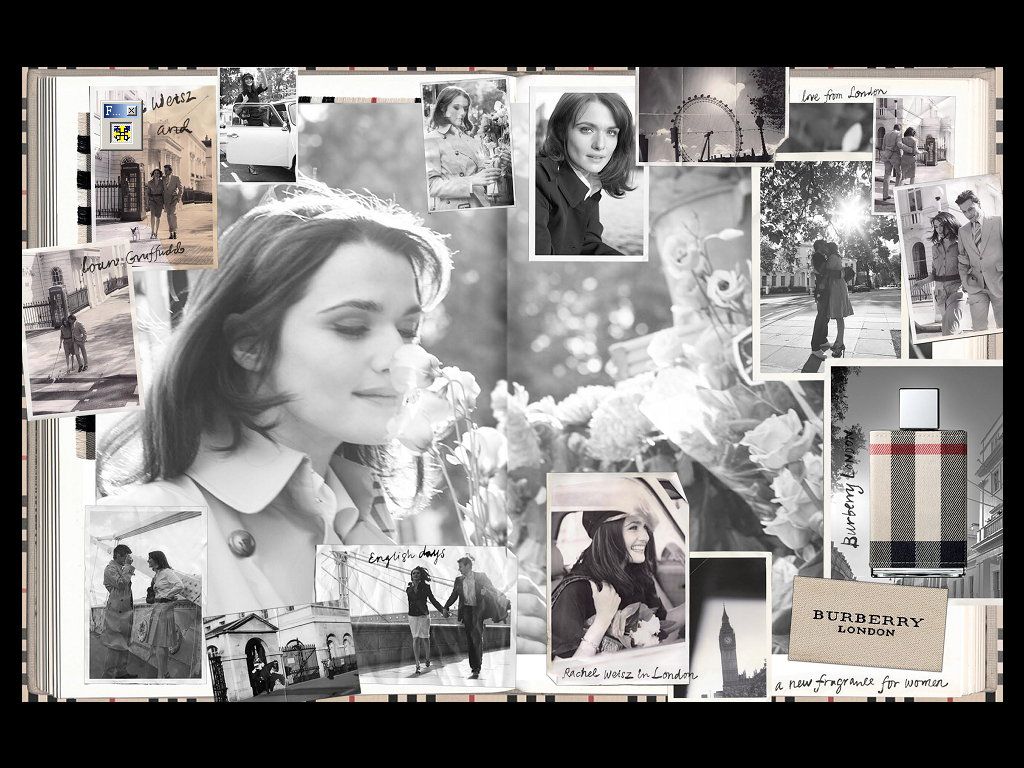 F...
Weisz
and
Ioan Gruffudd
love from London
English days
Rachel Weisz in London
Burberry London
BURBERRY
LONDON
a new fragrance for women